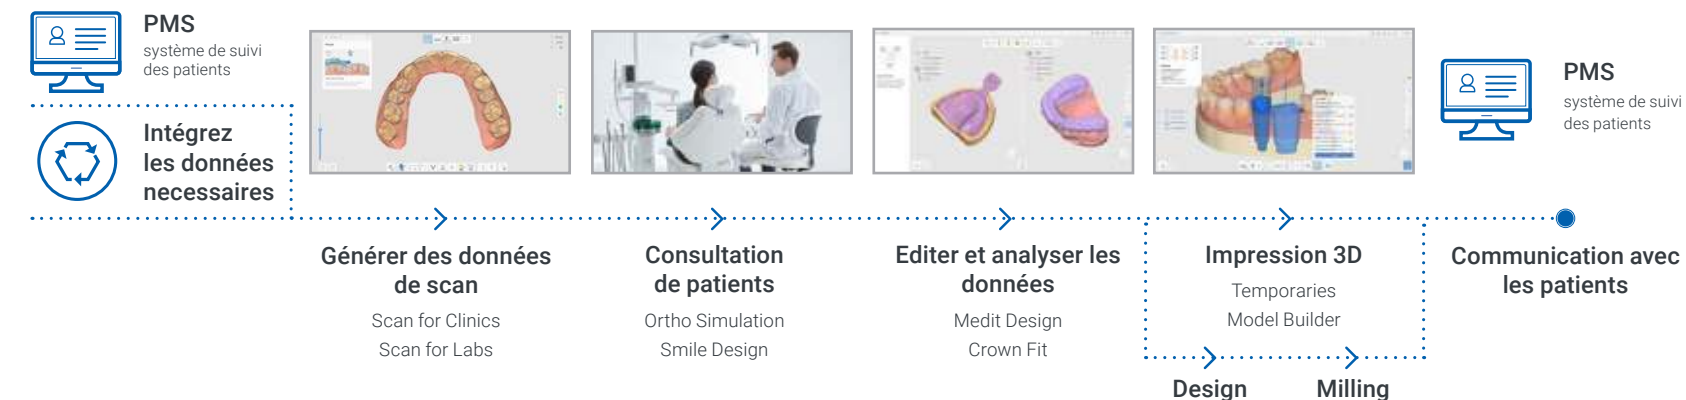 PMS
système de suivi
des patients
Intégrez
les données
necessaires
Générer des données
de scan
Scan for Clinics
Scan for Labs
Consultation
de patients
Ortho Simulation
Smile Design
Editer et analyser les
données
Medit Design
Crown Fit
Impression 3D
Temporaries
Model Builder
Design
Milling
PMS
système de suivi
des patients
Communication avec
les patients